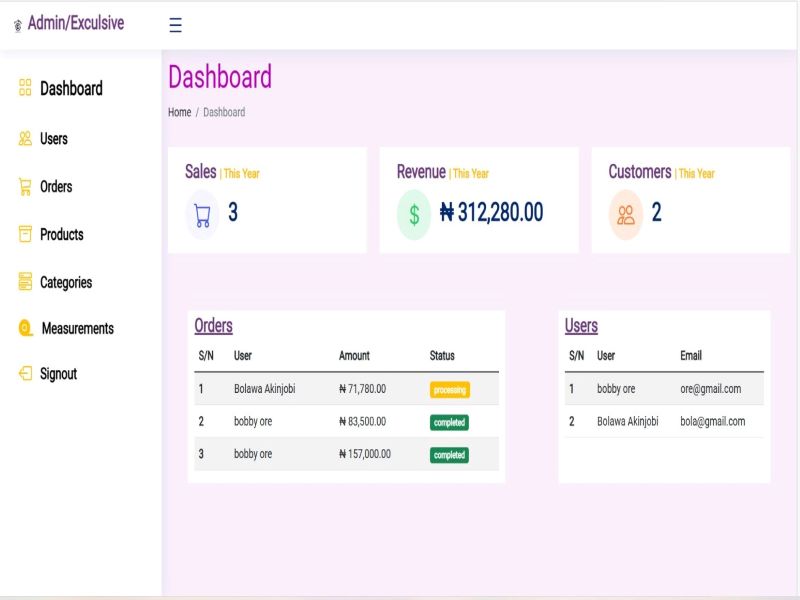 Admin/Exculsive
Dashboard
Users
Orders
Products
Categories
Measurements
Signout
Dashboard
Home / Dashboard
Sales | This Year
3
Revenue | This Year
$ ₦ 312,280.00
Customers | This Year
2
Orders
S/N User Amount Status
1 Bolawa Akinjobi ₦ 71,780.00 processing
2 bobby ore ₦ 83,500.00 completed
3 bobby ore ₦ 157,000.00 completed
Users
S/N User Email
1 bobby ore ore@gmail.com
2 Bolawa Akinjobi bola@gmail.com